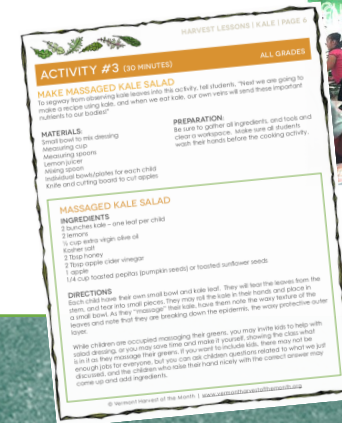 HARVEST LESSONS | KALE | PAGE 6
ACTIVITY #3 (30 MINUTES)
ALL GRADES
MAKE MASSAGED KALE SALAD
To segway from observing kale leaves into this activity, tell students, "Next we are going to
make a recipe using kale, and when we eat kale, our own veins will send these important
nutrients to our bodies!"
MATERIALS:
Small bowl to mix dressing
Measuring cup
Measuring spoons
Lemon juicer
Mixing spoon
Individual bowls/plates for each child
Knife and cutting board to cut apples
PREPARATION:
Be sure to gather all ingredients, and tools and
clear a workspace. Make sure all students
wash their hands before the cooking activity.
MASSAGED KALE SALAD
INGREDIENTS
2 bunches kale – one leaf per child
2 lemons
extra virgin olive oil
Kosher salt
2 Tbsp honey
2 Tbsp apple cider vinegar
1 apple
1/4 cup toasted pepitas (pumpkin seeds) or toasted sunflower seeds
DIRECTIONS
Each child have their own small bowl and kale leaf. They will tear the leaves from the
stem, and tear into small pieces. They may roll the kale in their hands and place in
a small bowl. As they "massage" their kale, have them note the waxy texture of the
leaves and note that they are breaking down the epidermis, the waxy protective outer
layer.
While children are occupied massaging their greens, you may invite kids to help with
salad dressing, or you may save time and make it yourself, showing the class what
is in it as they massage their greens. If you want to include kids, there may not be
enough jobs for everyone, but you can ask children questions related to what we just
discussed, and the children who raise their hand nicely with the correct answer may
come up and add ingredients.
© Vermont Harvest of the Month | www.vermontharvestofthemonth.org